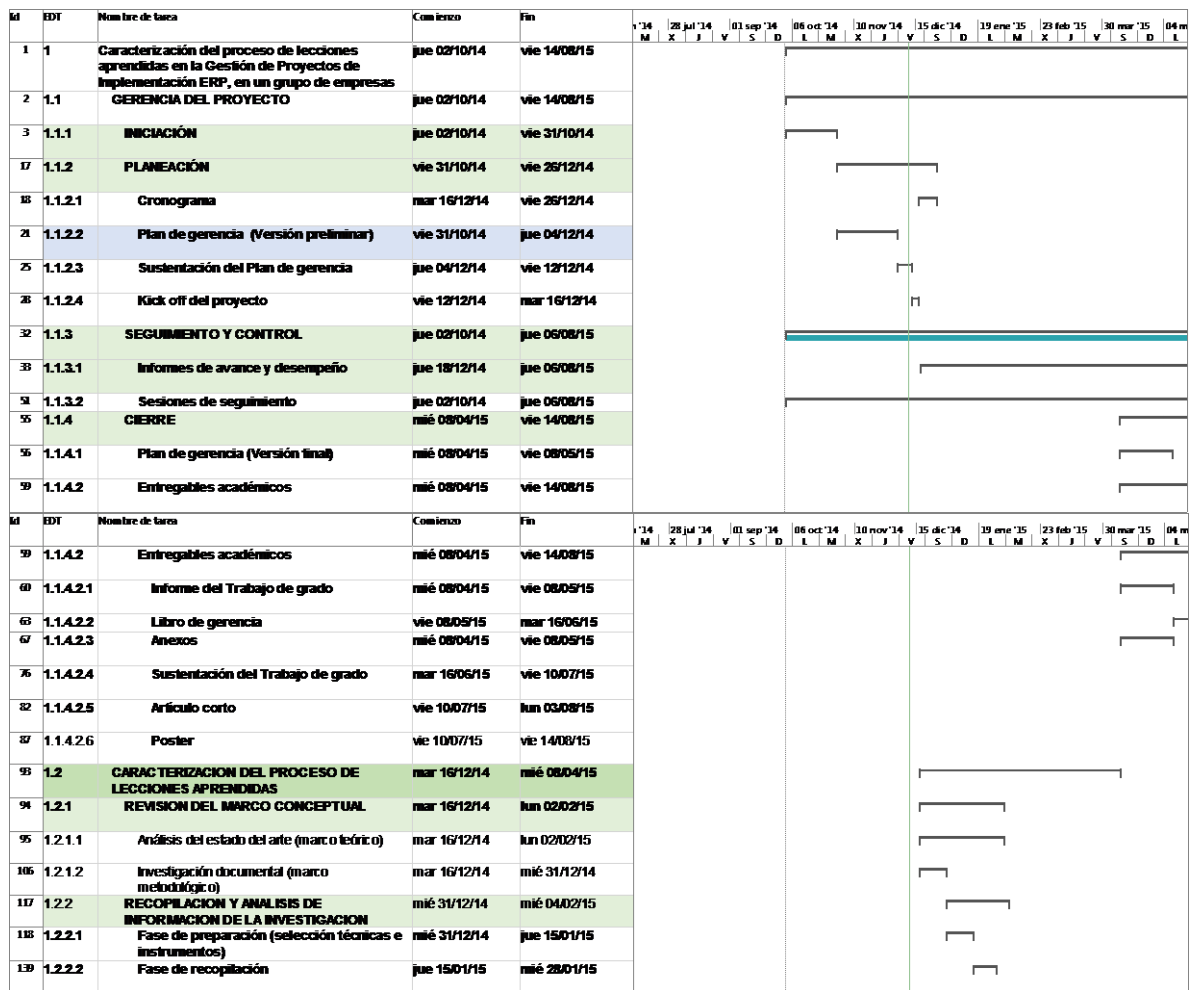 Id EDT Nombre de tarea Comienzo Fin '14 28 jul '14 01 sep '14 06 oct '14 10 nov '14 15 dic '14 19 ene '15 23 feb '15 30 mar '15 04 m
M X J V S D L M J V S D L M X J V S D L
1 1 Caracterización del proceso de lecciones jue 02/10/14 vie 14/08/15
aprendidas en la Gestión de Proyectos de
Implementación ERP, en un grupo de empresas
2 1.1 GERENCIA DEL PROYECTO jue 02/10/14 vie 14/08/15
3 1.1.1 INICIACIÓN jue 02/10/14 vie 31/10/14
17 1.1.2 PLANEACIÓN vie 31/10/14 vie 26/12/14
18 1.1.2.1 Cronograma mar 16/12/14 vie 26/12/14
21 1.1.2.2 Plan de gerencia (Versión preliminar) vie 31/10/14 jue 04/12/14
25 1.1.2.3 Sustentación del Plan de gerencia jue 04/12/14 vie 12/12/14
28 1.1.2.4 Kick off del proyecto vie 12/12/14 mar 16/12/14
32 1.1.3 SEGUIMIENTO Y CONTROL jue 02/10/14 jue 06/08/15
33 1.1.3.1 Informes de avance y desempeño jue 18/12/14 jue 06/08/15
51 1.1.3.2 Sesiones de seguimiento jue 02/10/14 jue 06/08/15
55 1.1.4 CIERRE mié 08/04/15 vie 14/08/15
56 1.1.4.1 Plan de gerencia (Versión final) mié 08/04/15 vie 08/05/15
59 1.1.4.2 Entregables académicos mié 08/04/15 vie 14/08/15
Id EDT Nombre de tarea Comienzo Fin '14 28 jul '14 01 sep '14 06 oct '14 10 nov '14 15 dic '14 19 ene '15 23 feb '15 30 mar '15 04 m
M X J V S D L M J V S D L M X J V S D L
59 1.1.4.2 Entregables académicos mié 08/04/15 vie 14/08/15
60 1.1.4.2.1 Informe del Trabajo de grado mié 08/04/15 vie 08/05/15
63 1.1.4.2.2 Libro de gerencia vie 08/05/15 mar 16/06/15
67 1.1.4.2.3 Anexos mié 08/04/15 vie 08/05/15
76 1.1.4.2.4 Sustentación del Trabajo de grado mar 16/06/15 vie 10/07/15
82 1.1.4.2.5 Artículo corto vie 10/07/15 lun 03/08/15
87 1.1.4.2.6 Poster vie 10/07/15 vie 14/08/15
93 1.2 CARACTERIZACION DEL PROCESO DE mar 16/12/14 mié 08/04/15
LECCIONES APRENDIDAS
94 1.2.1 REVISION DEL MARCO CONCEPTUAL mar 16/12/14 lun 02/02/15
95 1.2.1.1 Análisis del estado del arte (marco teórico) mar 16/12/14 lun 02/02/15
106 1.2.1.2 Investigación documental (marco mar 16/12/14 mié 31/12/14
metodológico)
117 1.2.2 RECOPILACION Y ANALISIS DE mié 31/12/14 mié 04/02/15
INFORMACION DE LA INVESTIGACION
118 1.2.2.1 Fase de preparación (selección técnicas e mié 31/12/14 jue 15/01/15
instrumentos)
139 1.2.2.2 Fase de recopilación jue 15/01/15 mié 28/01/15